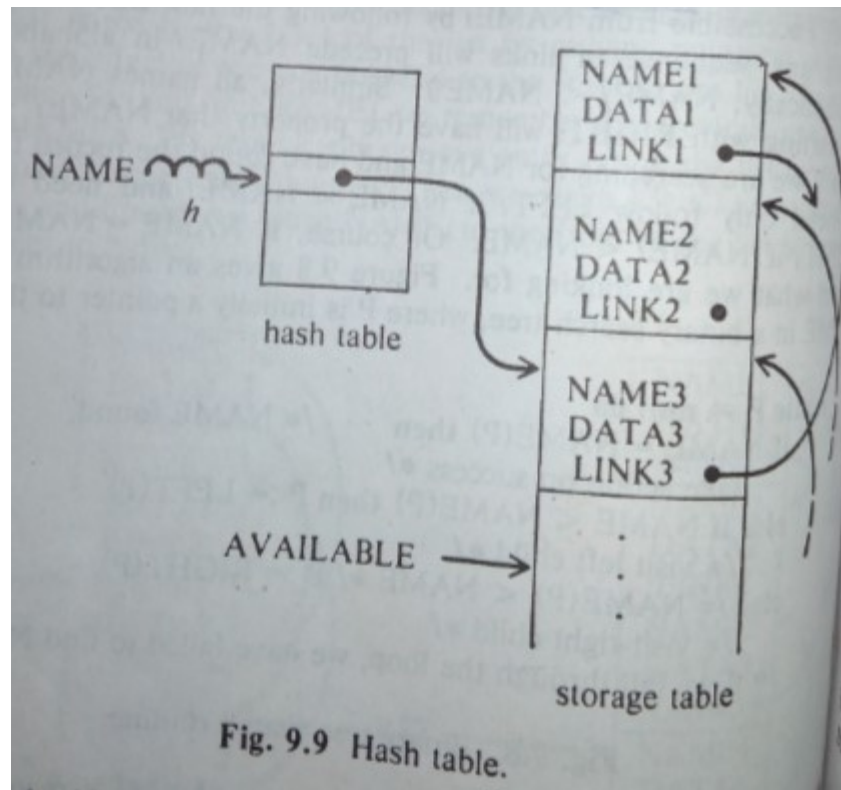 NAME
h
hash table
NAME1
DATA1
LINK1
NAME2
DATA2
LINK2
NAME3
DATA3
LINK3
AVAILABLE
storage table
Fig. 9.9 Hash table.